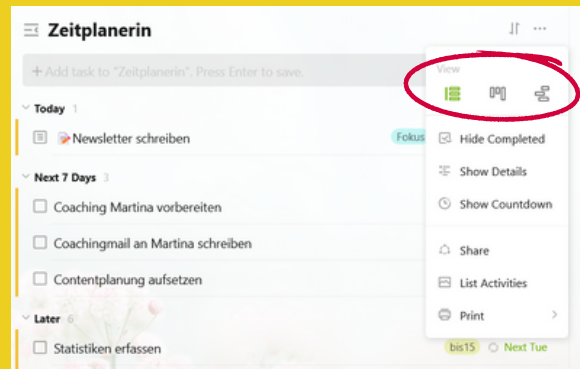 Zeitplanerin
+ Add task to "Zeitplanerin". Press Enter to save.
View
Today 1
Newsletter schreiben Fokus
Hide Completed
Next 7 Days 3
Show Details
Coaching Martina vorbereiten
Show Countdown
Coachingmail an Martina schreiben
Share
Contentplanung aufsetzen
List Activities
Later 6
Print
Statistiken erfassen bis15 Next Tue